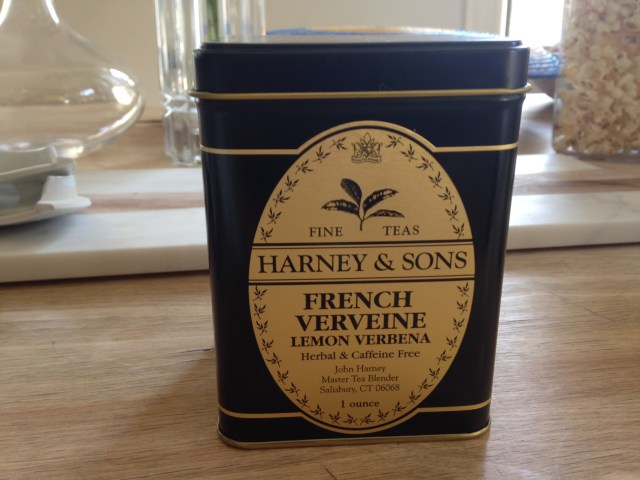 FINE TEAS
HARNEY & SONS
FRENCH
VERVEINE
LEMON VERBENA
Herbal & Caffeine Free
John Harney
Master Tea Blender
Salisbury, CT 06068
1 ounce